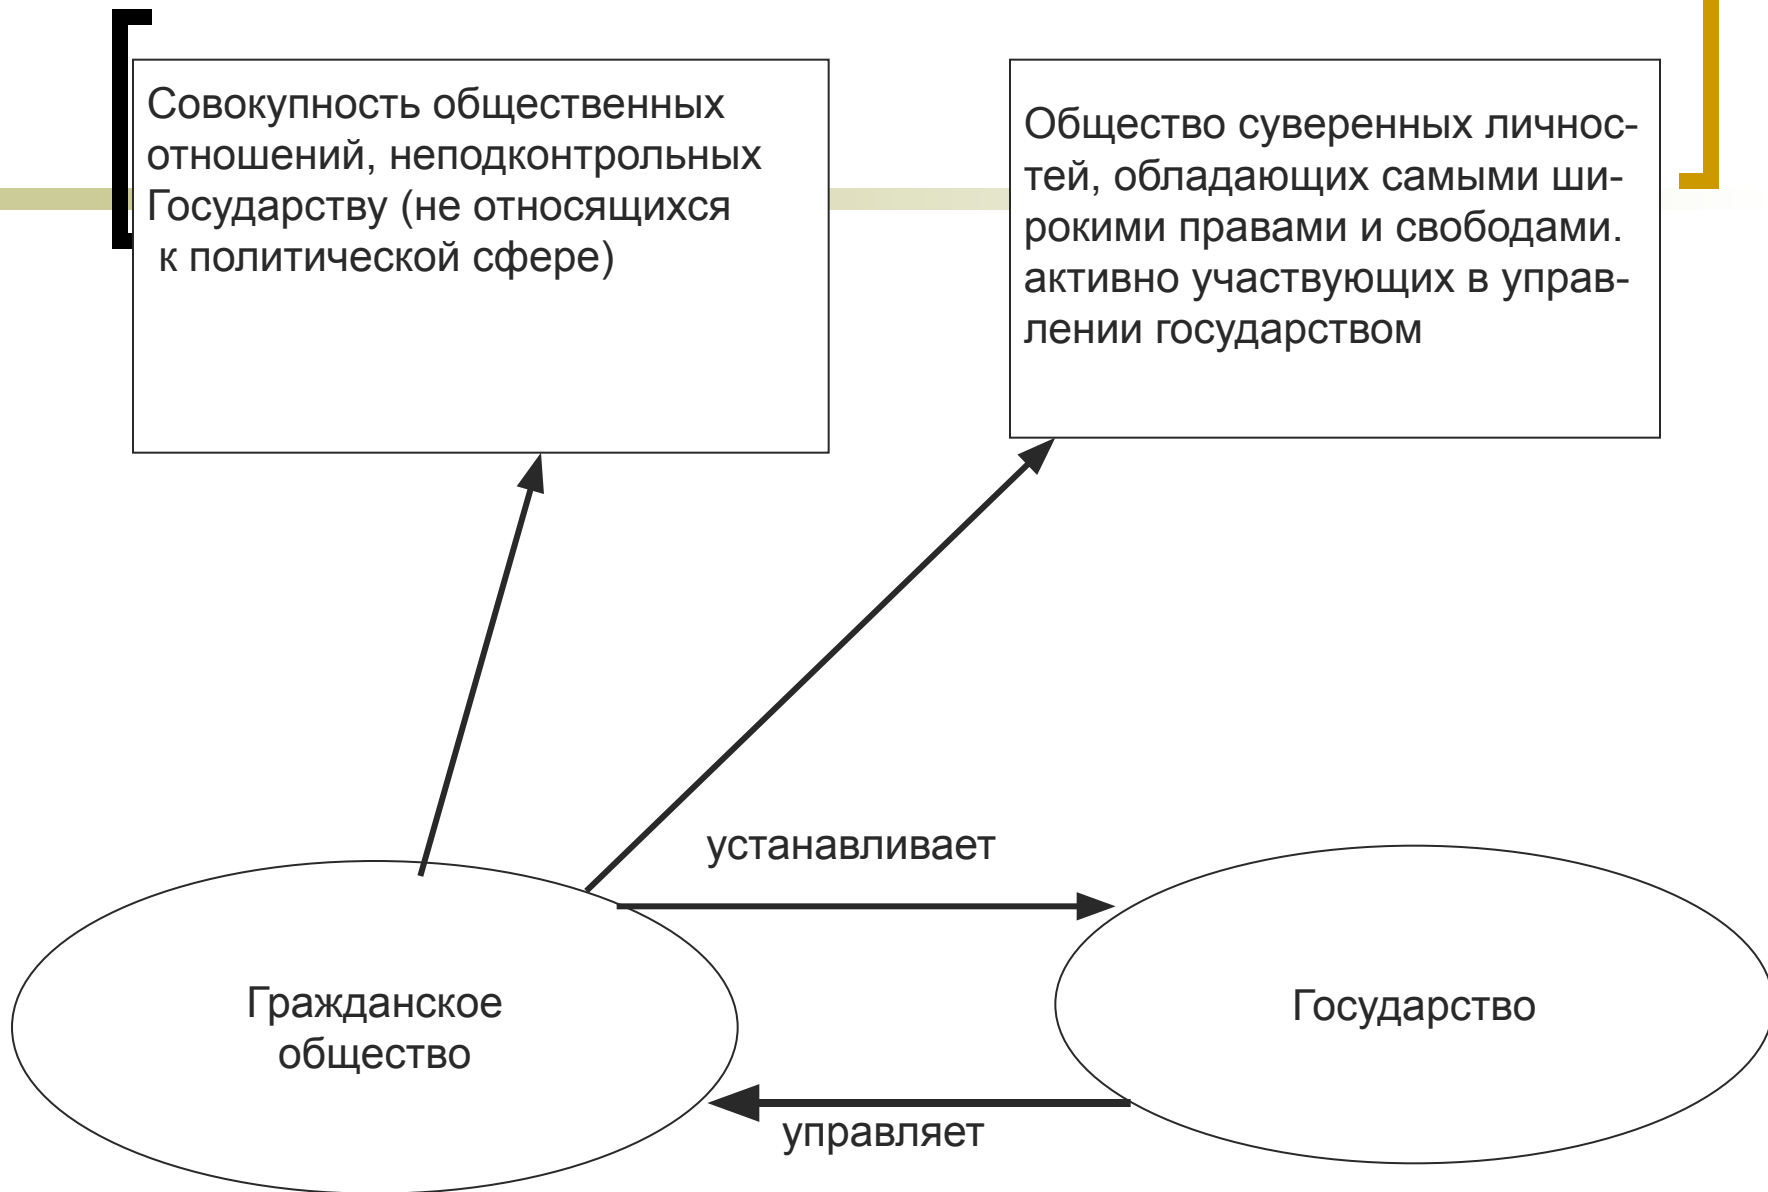 Совокупность общественных
отношений, неподконтрольных
Государству (не относящихся
к политической сфере)
Общество суверенных личнос-
тей, обладающих самыми ши-
рокими правами и свободами.
активно участвующих в управ-
лении государством
устанавливает
Гражданское
общество
Государство
управляет